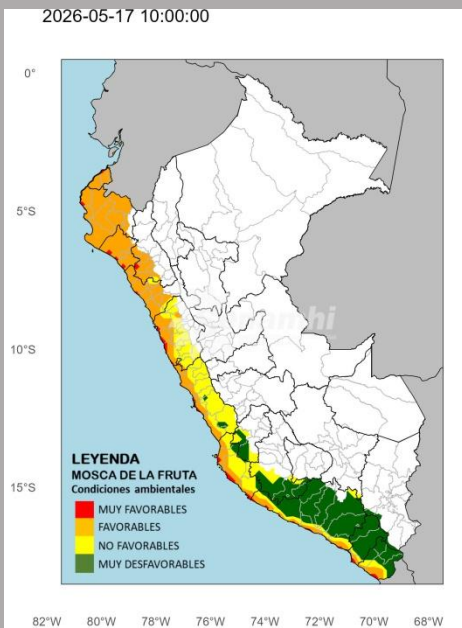 2026-05-17 10:00:00
0°
5°S
10°S
15°S
LEYENDA
MOSCA DE LA FRUTA
Condiciones ambientales
MUY FAVORABLES
FAVORABLES
NO FAVORABLES
MUY DESFAVORABLES
82°W 80°W 78°W 76°W 74°W 72°W 70°W 68°W